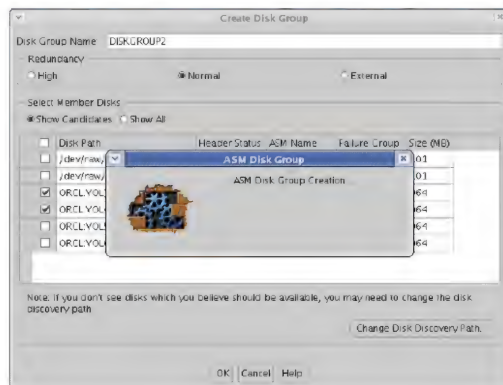 Create Disk Group
Disk Group Name DISKGROUP2
Redundancy
High Normal External
Select Member Disks
Show Candidates Show All
Disk Path Header Status ASM Name Failure Group Size (MB)
/dev/raw/ 01
ASM Disk Group
/dev/raw/ 01
ASM Disk Group Creation
ORCL:VOL 064
ORCL:VOL 064
ORCL:VOL 064
ORCL:VOL 064
Note: If you don't see disks which you believe should be available, you may need to change the disk
discovery path
Change Disk Discovery Path.
OK Cancel Help